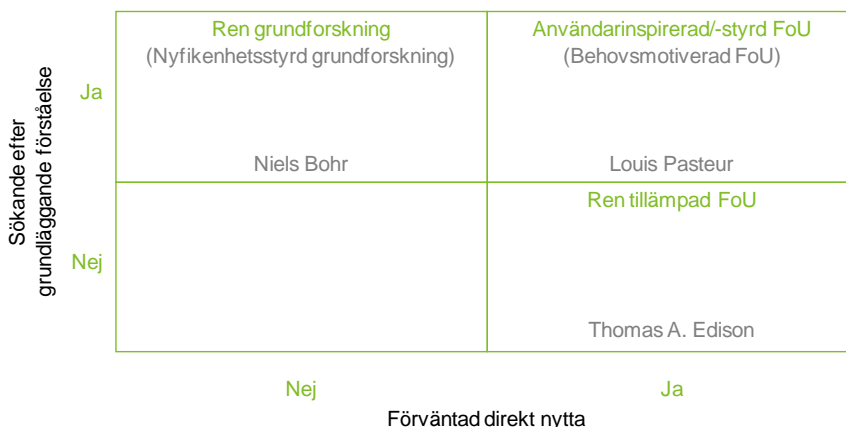 Ren grundforskning
(Nyfikenhetsstyrd grundforskning)
Användarinspirerad/-styrd FoU
(Behovsmotiverad FoU)
Sökande efter
grundläggande förståelse
Ja
Niels Bohr
Louis Pasteur
Ren tillämpad FoU
Nej
Thomas A. Edison
Nej
Ja
Förväntad direkt nytta